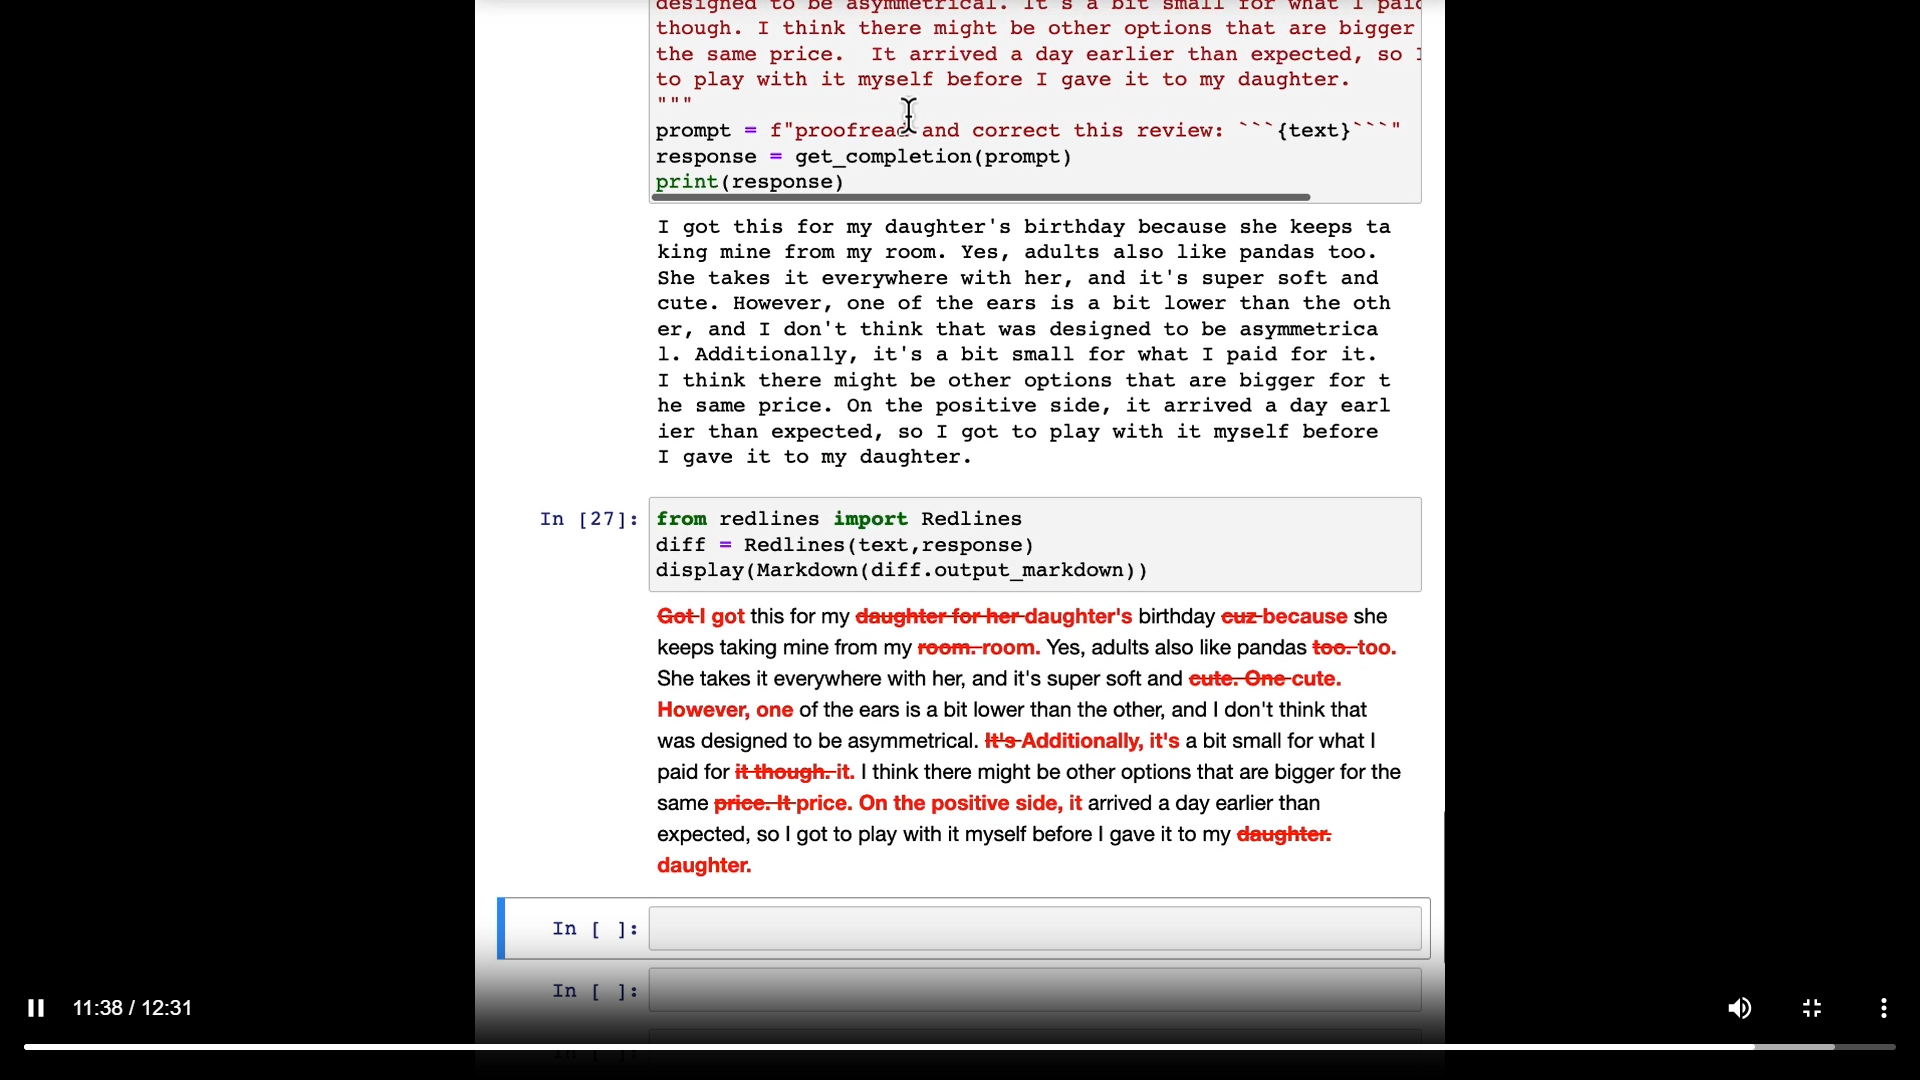 designed to be asymmetrical. It's a bit small for what I paid
though. I think there might be other options that are bigger
the same price.  It arrived a day earlier than expected, so I
to play with it myself before I gave it to my daughter.
"""
prompt = f"proofread and correct this review: ```{text}```"
response = get_completion(prompt)
print(response)
I got this for my daughter's birthday because she keeps ta
king mine from my room. Yes, adults also like pandas too.
She takes it everywhere with her, and it's super soft and
cute. However, one of the ears is a bit lower than the oth
er, and I don't think that was designed to be asymmetrica
l. Additionally, it's a bit small for what I paid for it.
I think there might be other options that are bigger for t
he same price. On the positive side, it arrived a day earl
ier than expected, so I got to play with it myself before
I gave it to my daughter.
In [27]: from redlines import Redlines
diff = Redlines(text,response)
display(Markdown(diff.output_markdown))
Got I got this for my daughter for her daughter's birthday cuz because she
keeps taking mine from my room. room. Yes, adults also like pandas too. too.
She takes it everywhere with her, and it's super soft and cute. One cute.
However, one of the ears is a bit lower than the other, and I don't think that
was designed to be asymmetrical. It's Additionally, it's a bit small for what I
paid for it though. it. I think there might be other options that are bigger for the
same price. It price. On the positive side, it arrived a day earlier than
expected, so I got to play with it myself before I gave it to my daughter.
daughter.
In [ ]:
In [ ]:
In [ ]:
11:38 / 12:31